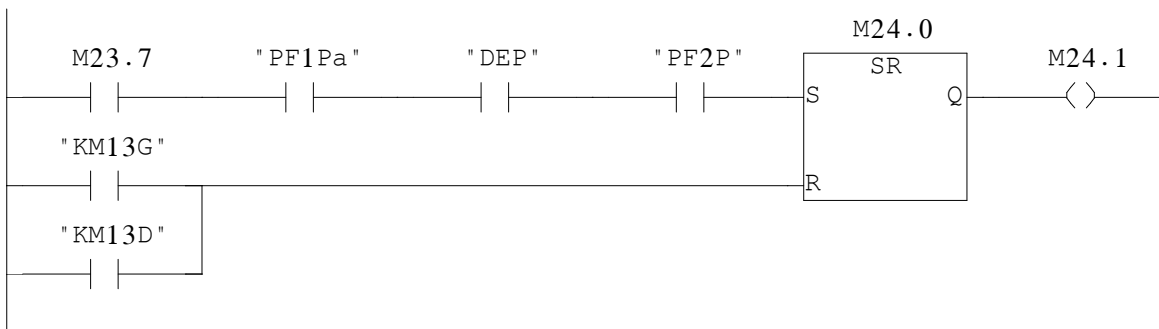 M24.0
M23.7 "PF1Pa" "DEP" "PF2P" SR M24.1
S Q
"KM13G"
R
"KM13D"